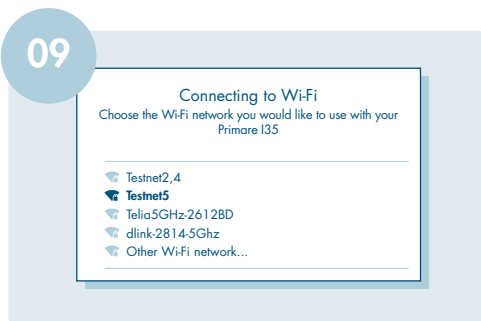 09
Connecting to Wi-Fi
Choose the Wi-Fi network you would like to use with your
Primare I35
Testnet2,4
Testnet5
Telia5GHz-2612BD
dlink-2814-5Ghz
Other Wi-Fi network...